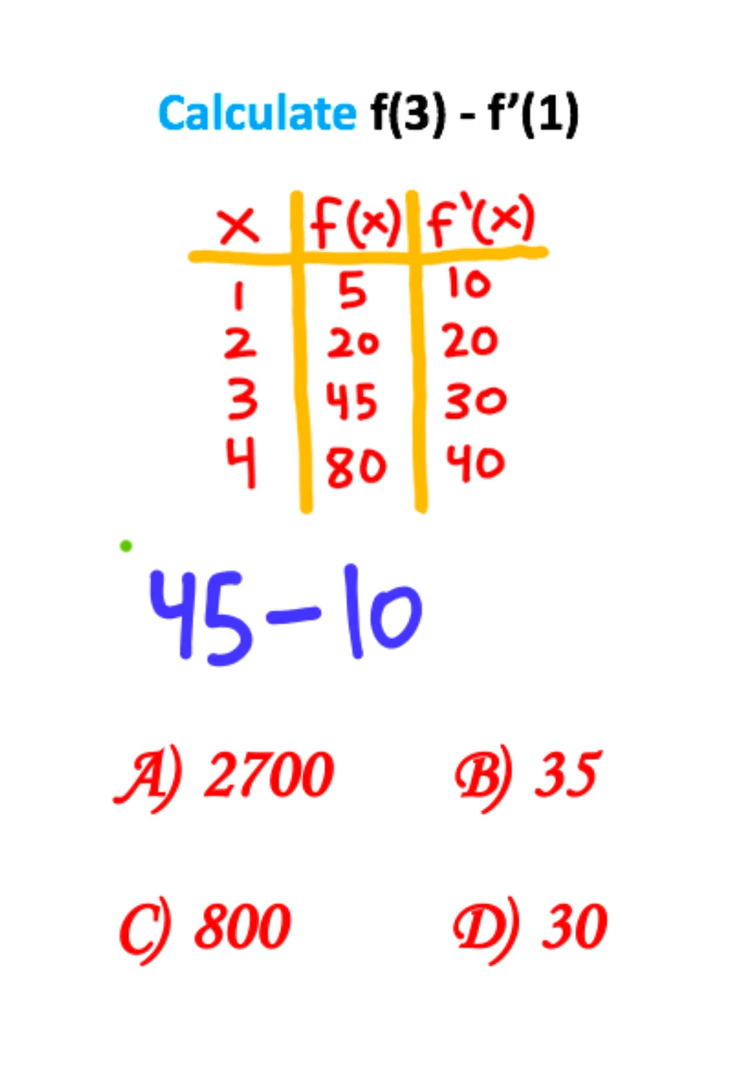 Calculate f(3) - f’(1)
x f(x) f'(x)
1 5 10
2 20 20
3 45 30
4 80 40
45-10
A) 2700 B) 35
C) 800 D) 30